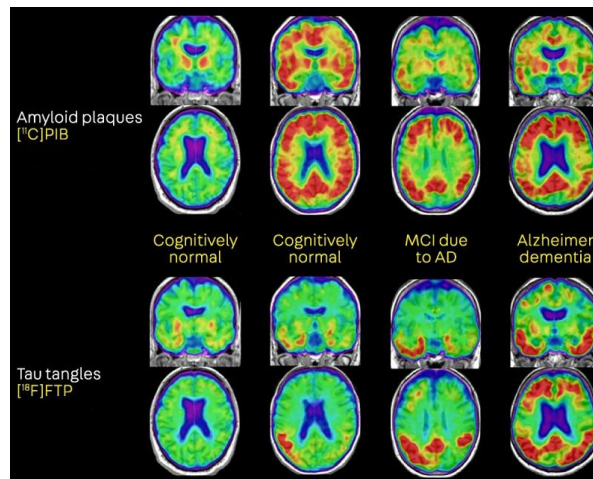 Amyloid plaques
[¹¹C]PIB
Cognitively
normal
Cognitively
normal
MCI due
to AD
Alzheimer
dementia
Tau tangles
[¹⁸F]FTP